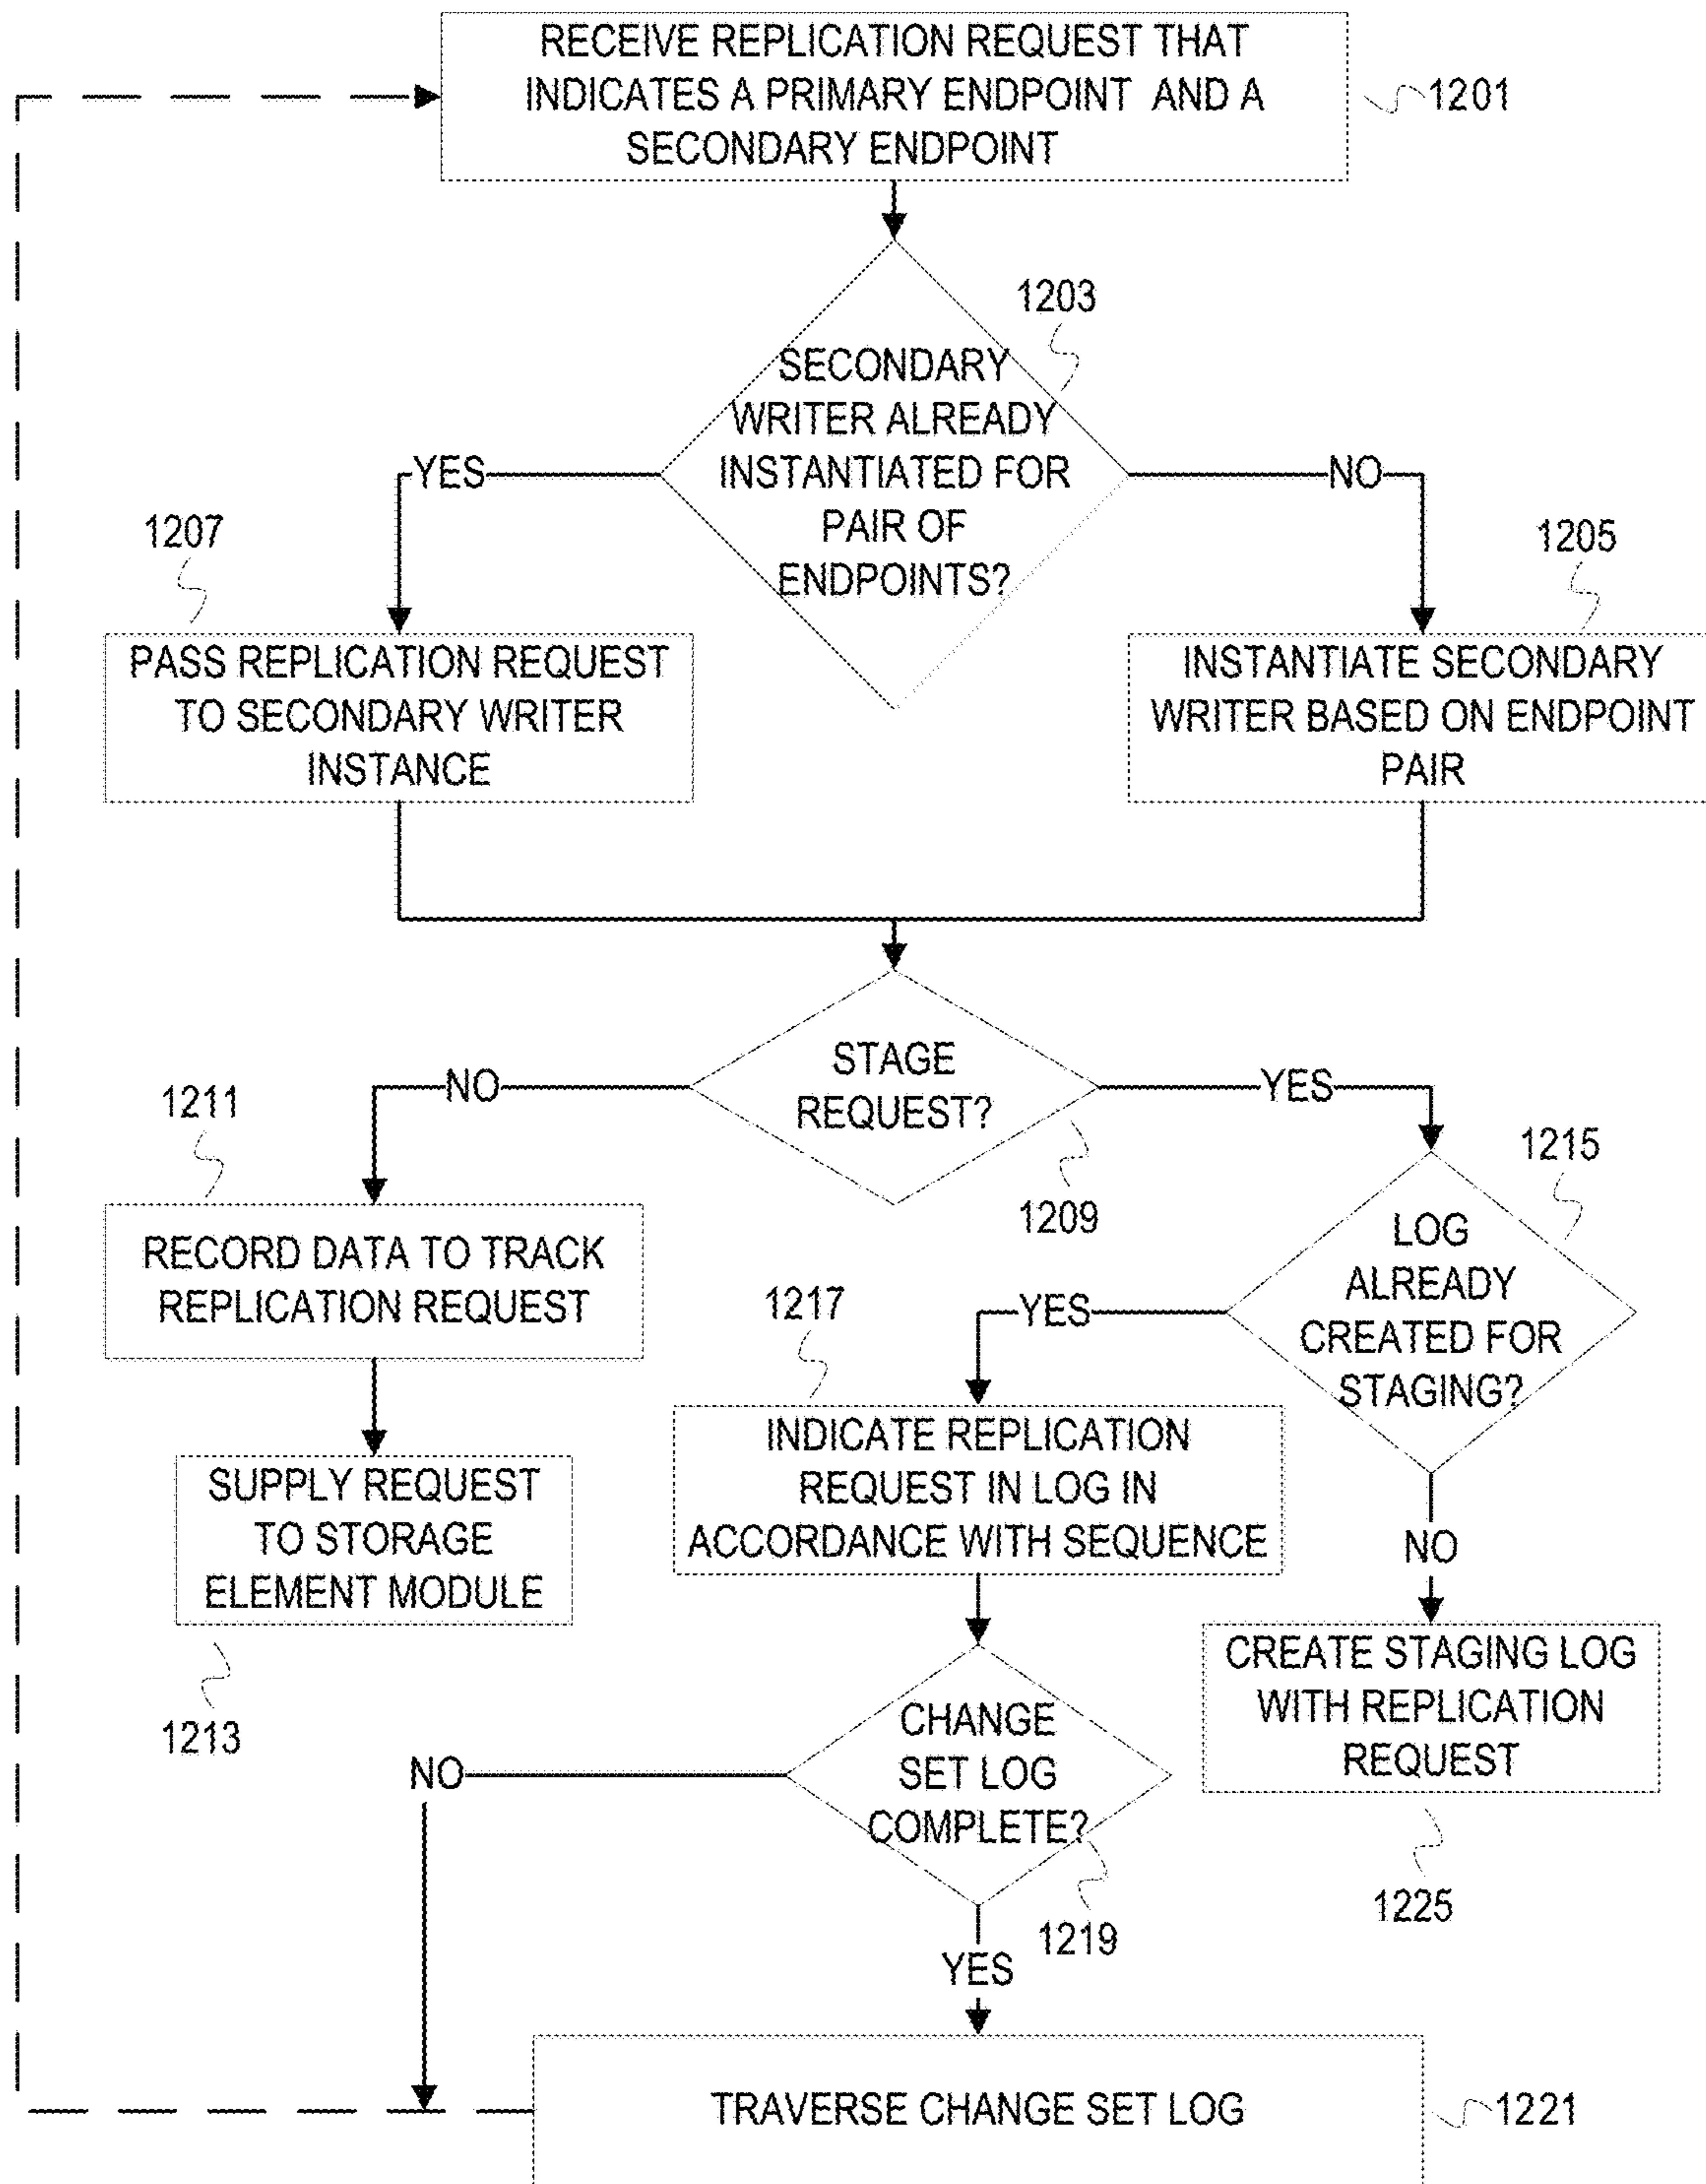 RECEIVE REPLICATION REQUEST THAT
INDICATES A PRIMARY ENDPOINT AND A
SECONDARY ENDPOINT
1201
1203
SECONDARY
WRITER ALREADY
INSTANTIATED FOR
PAIR OF
ENDPOINTS?
YES
NO
1207
1205
PASS REPLICATION REQUEST
TO SECONDARY WRITER
INSTANCE
INSTANTIATE SECONDARY
WRITER BASED ON ENDPOINT
PAIR
STAGE
REQUEST?
NO
YES
1209
1211
1215
RECORD DATA TO TRACK
REPLICATION REQUEST
LOG
ALREADY
CREATED FOR
STAGING?
YES
NO
1217
INDICATE REPLICATION
REQUEST IN LOG IN
ACCORDANCE WITH SEQUENCE
SUPPLY REQUEST
TO STORAGE
ELEMENT MODULE
1213
CREATE STAGING LOG
WITH REPLICATION
REQUEST
1225
CHANGE
SET LOG
COMPLETE?
NO
1219
YES
TRAVERSE CHANGE SET LOG
1221